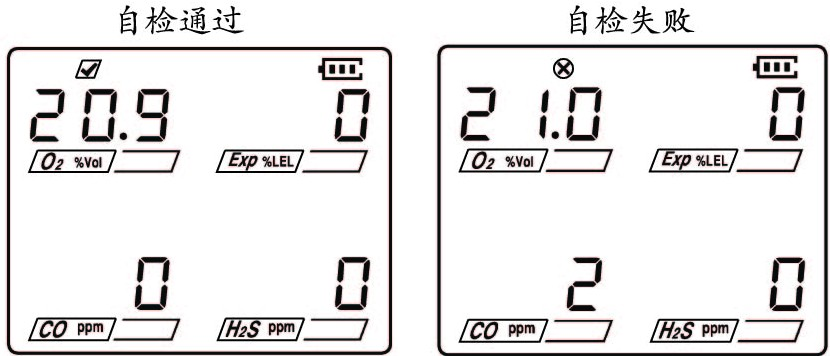 自检通过 自检失败
20.9 0 21.0 0
O2 %Vol Exp %LEL O2 %Vol Exp %LEL
0 0 2 0
CO ppm H2S ppm CO ppm H2S ppm